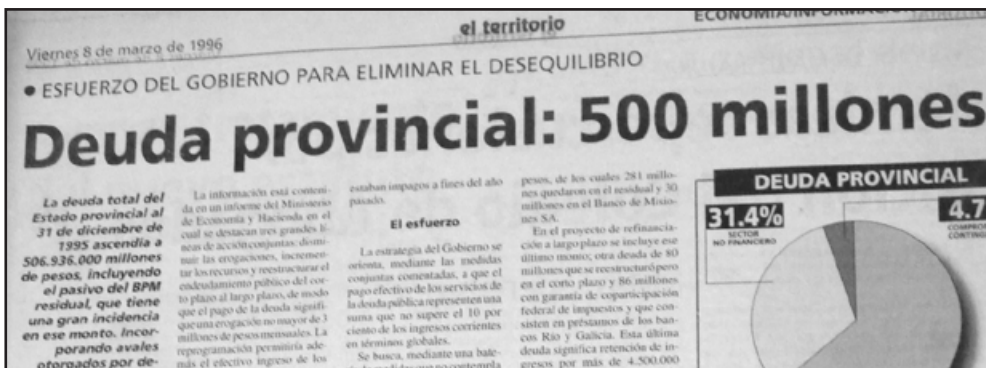 Viernes 8 de marzo de 1996
el territorio
● ESFUERZO DEL GOBIERNO PARA ELIMINAR EL DESEQUILIBRIO
Deuda provincial: 500 millones
La deuda total del
Estado provincial al
31 de diciembre de
1995 ascendía a
506.936.000 millones
de pesos, incluyendo
el pasivo del BPM
residual, que tiene
una gran incidencia
en ese monto. Incor-
porando avales
otorgados por de-
La información está conteni-
da en un informe del Ministerio
de Economía y Hacienda en el
cual se destacan tres grandes lí-
neas de acción conjuntas: dismi-
nuir las erogaciones, incremen-
tar los recursos y reestructurar el
endeudamiento público del cor-
to plazo al largo plazo, de modo
que el pago de la deuda signifi-
que una erogación no mayor de 3
millones de pesos mensuales. La
reprogramación permitiría ade-
más el efectivo ingreso de los
estaban impagos a fines del año
pasado.
El esfuerzo
La estrategia del Gobierno se
orienta, mediante las medidas
conjuntas comentadas, a que el
pago efectivo de los servicios de
la deuda pública representen una
suma que no supere el 10 por
ciento de los ingresos corrientes
en términos globales.
Se busca, mediante una bate-
pesos, de los cuales 281 millo-
nes quedaron en el residual y 30
millones en el Banco de Misio-
nes SA.
En el proyecto de refinancia-
ción a largo plazo se incluye ese
último monto; otra deuda de 80
millones que se reestructuró pero
en el corto plazo y 86 millones
con garantía de coparticipación
federal de impuestos y que con-
sisten en préstamos de los ban-
cos Río y Galicia. Esta última
deuda significa retención de in-
gresos por más de 4.500.000
DEUDA PROVINCIAL
31.4%
SECTOR
NO FINANCIERO
4.7